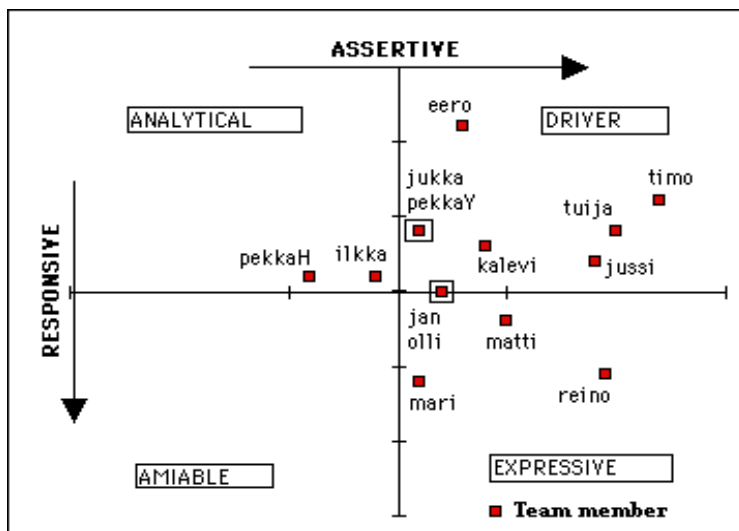 ASSERTIVE
eero
ANALYTICAL
DRIVER
jukka
pekkaY
timo
tuija
pekkaH
ilkka
kalevi
jussi
RESPONSIVE
jan
olli
matti
mari
reino
AMIABLE
EXPRESSIVE
Team member